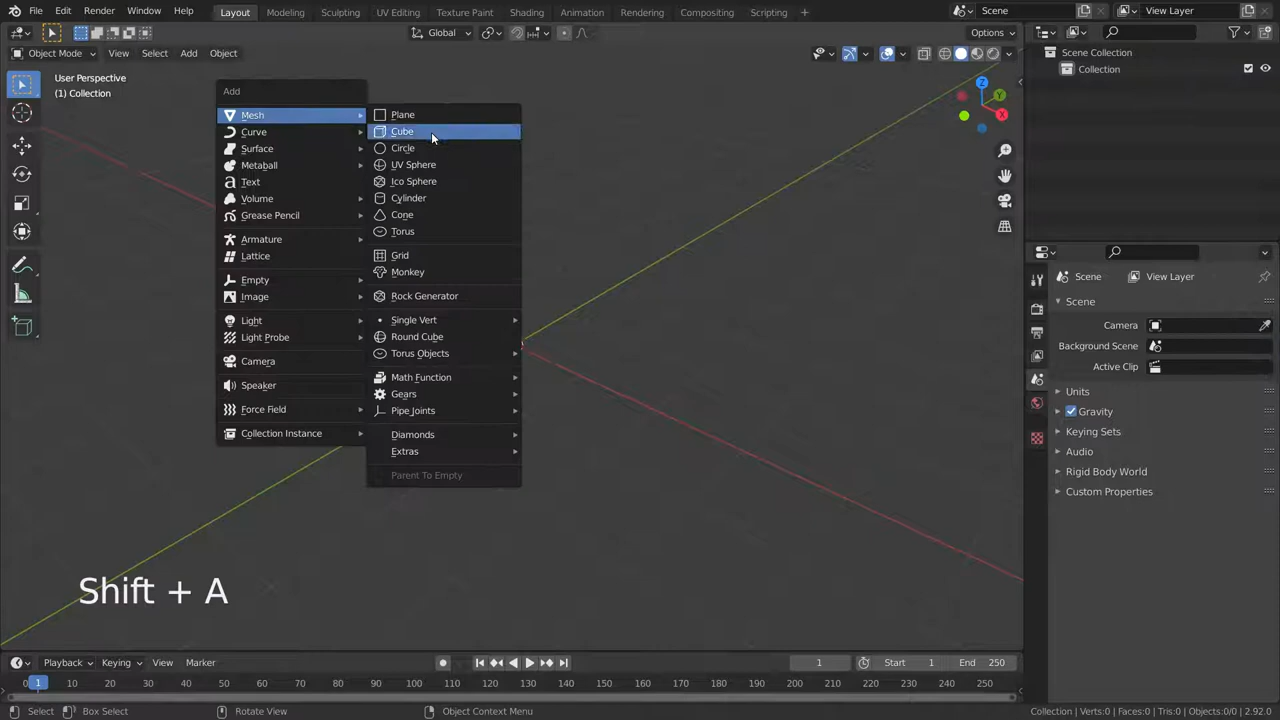 File Edit Render Window Help
Layout Modeling Sculpting UV Editing Texture Paint Shading Animation Rendering Compositing Scripting +
Scene
View Layer
Global
Options
Object Mode View Select Add Object
User Perspective
(1) Collection
Add
Mesh
Curve
Surface
Metaball
Text
Volume
Grease Pencil
Armature
Lattice
Empty
Image
Light
Light Probe
Camera
Speaker
Force Field
Collection Instance
Plane
Cube
Circle
UV Sphere
Ico Sphere
Cylinder
Cone
Torus
Grid
Monkey
Rock Generator
Single Vert
Round Cube
Torus Objects
Math Function
Gears
Pipe Joints
Diamonds
Extras
Parent To Empty
Z
Y
X
Scene Collection
Collection
Scene View Layer
Scene
Camera
Background Scene
Active Clip
Units
Gravity
Keying Sets
Audio
Rigid Body World
Custom Properties
Shift + A
Playback Keying View Marker
1
Start 1
End 250
0 1 10 20 30 40 50 60 70 80 90 100 110 120 130 140 150 160 170 180 190 200 210 220 230 240 250
Select Box Select Rotate View Object Context Menu
Collection | Verts:0 | Faces:0 | Tris:0 | Objects:0/0 | 2.92.0